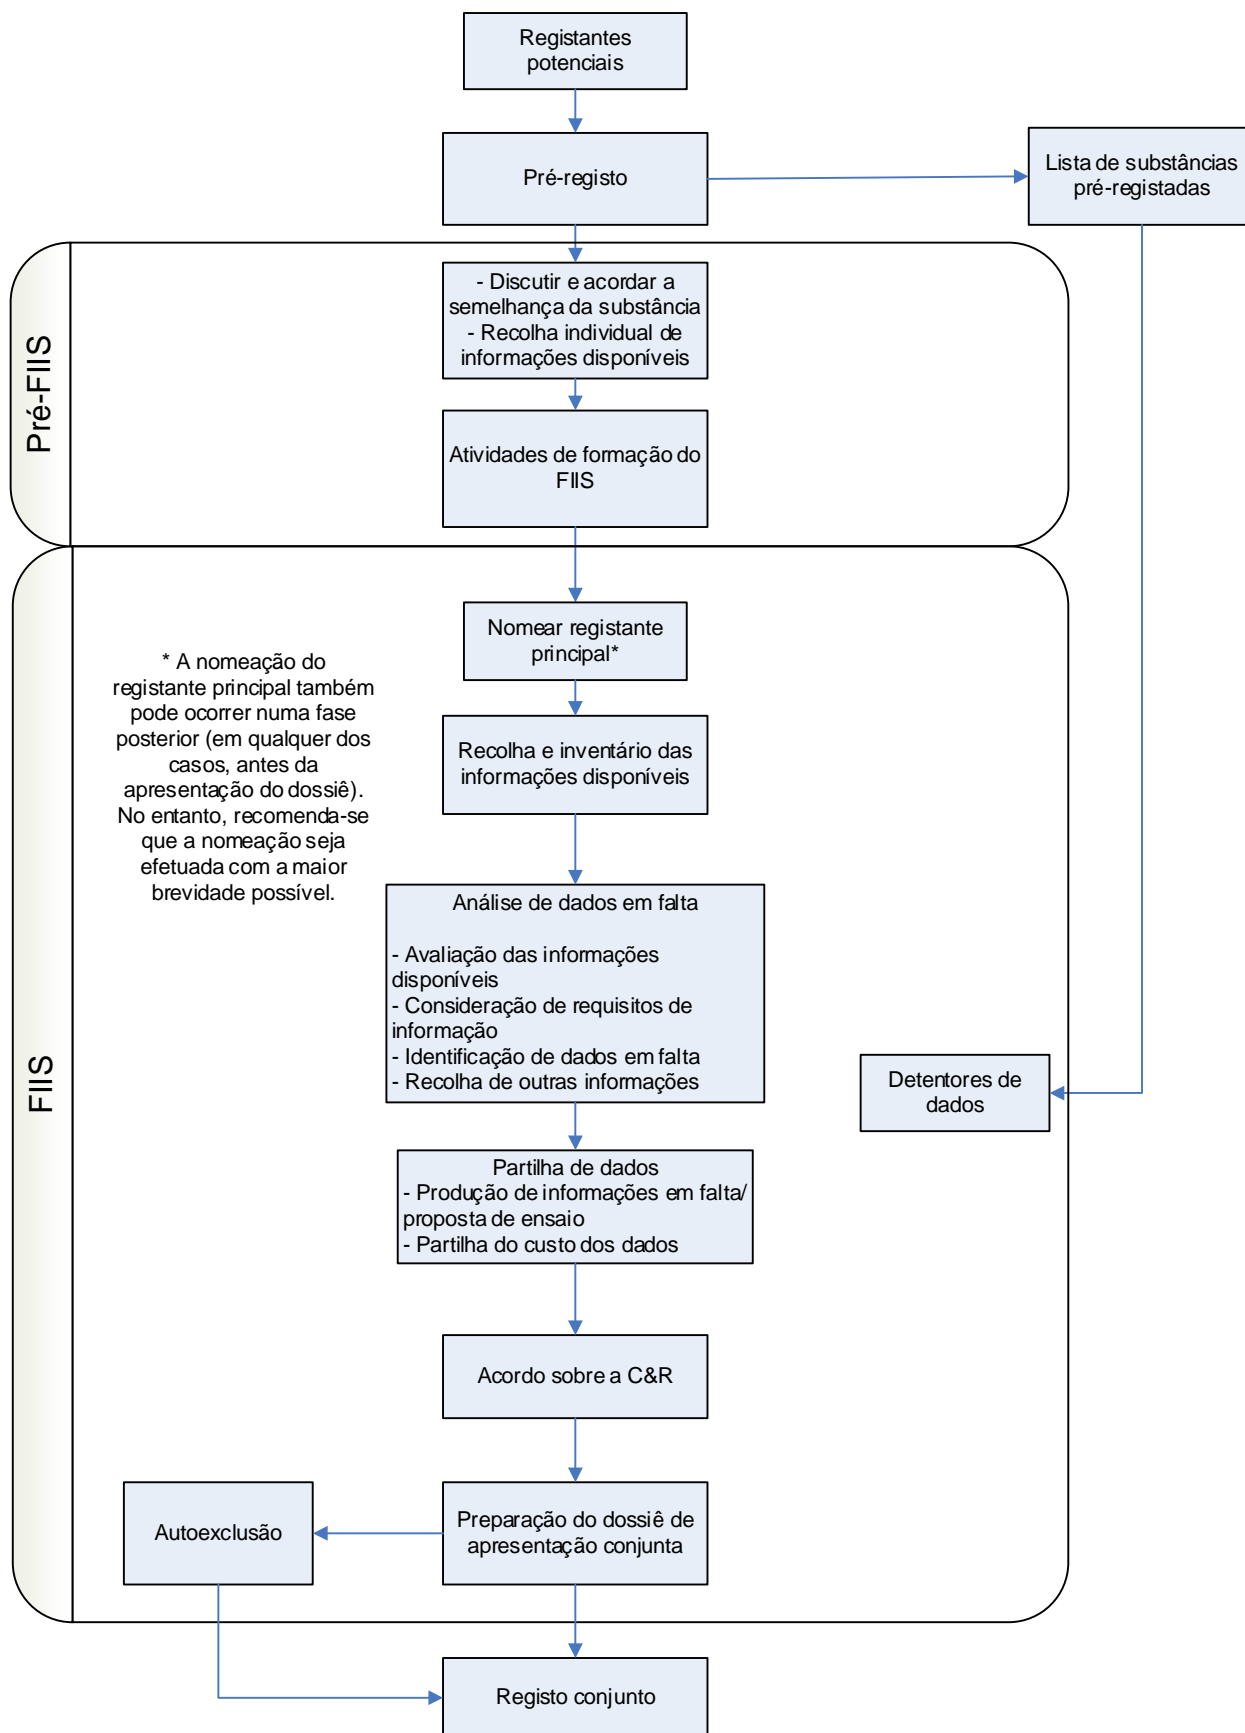 Registantes
potenciais
Pré-registo
Lista de substâncias
pré-registadas
Pré-FIIS
- Discutir e acordar a
semelhança da substância
- Recolha individual de
informações disponíveis
Atividades de formação do
FIIS
FIIS
Nomear registante
principal*
* A nomeação do
registante principal também
pode ocorrer numa fase
posterior (em qualquer dos
casos, antes da
apresentação do dossiê).
No entanto, recomenda-se
que a nomeação seja
efetuada com a maior
brevidade possível.
Recolha e inventário das
informações disponíveis
Análise de dados em falta
- Avaliação das informações
disponíveis
- Consideração de requisitos de
informação
- Identificação de dados em falta
- Recolha de outras informações
Detentores de
dados
Partilha de dados
- Produção de informações em falta/
proposta de ensaio
- Partilha do custo dos dados
Acordo sobre a C&R
Autoexclusão
Preparação do dossiê de
apresentação conjunta
Registo conjunto